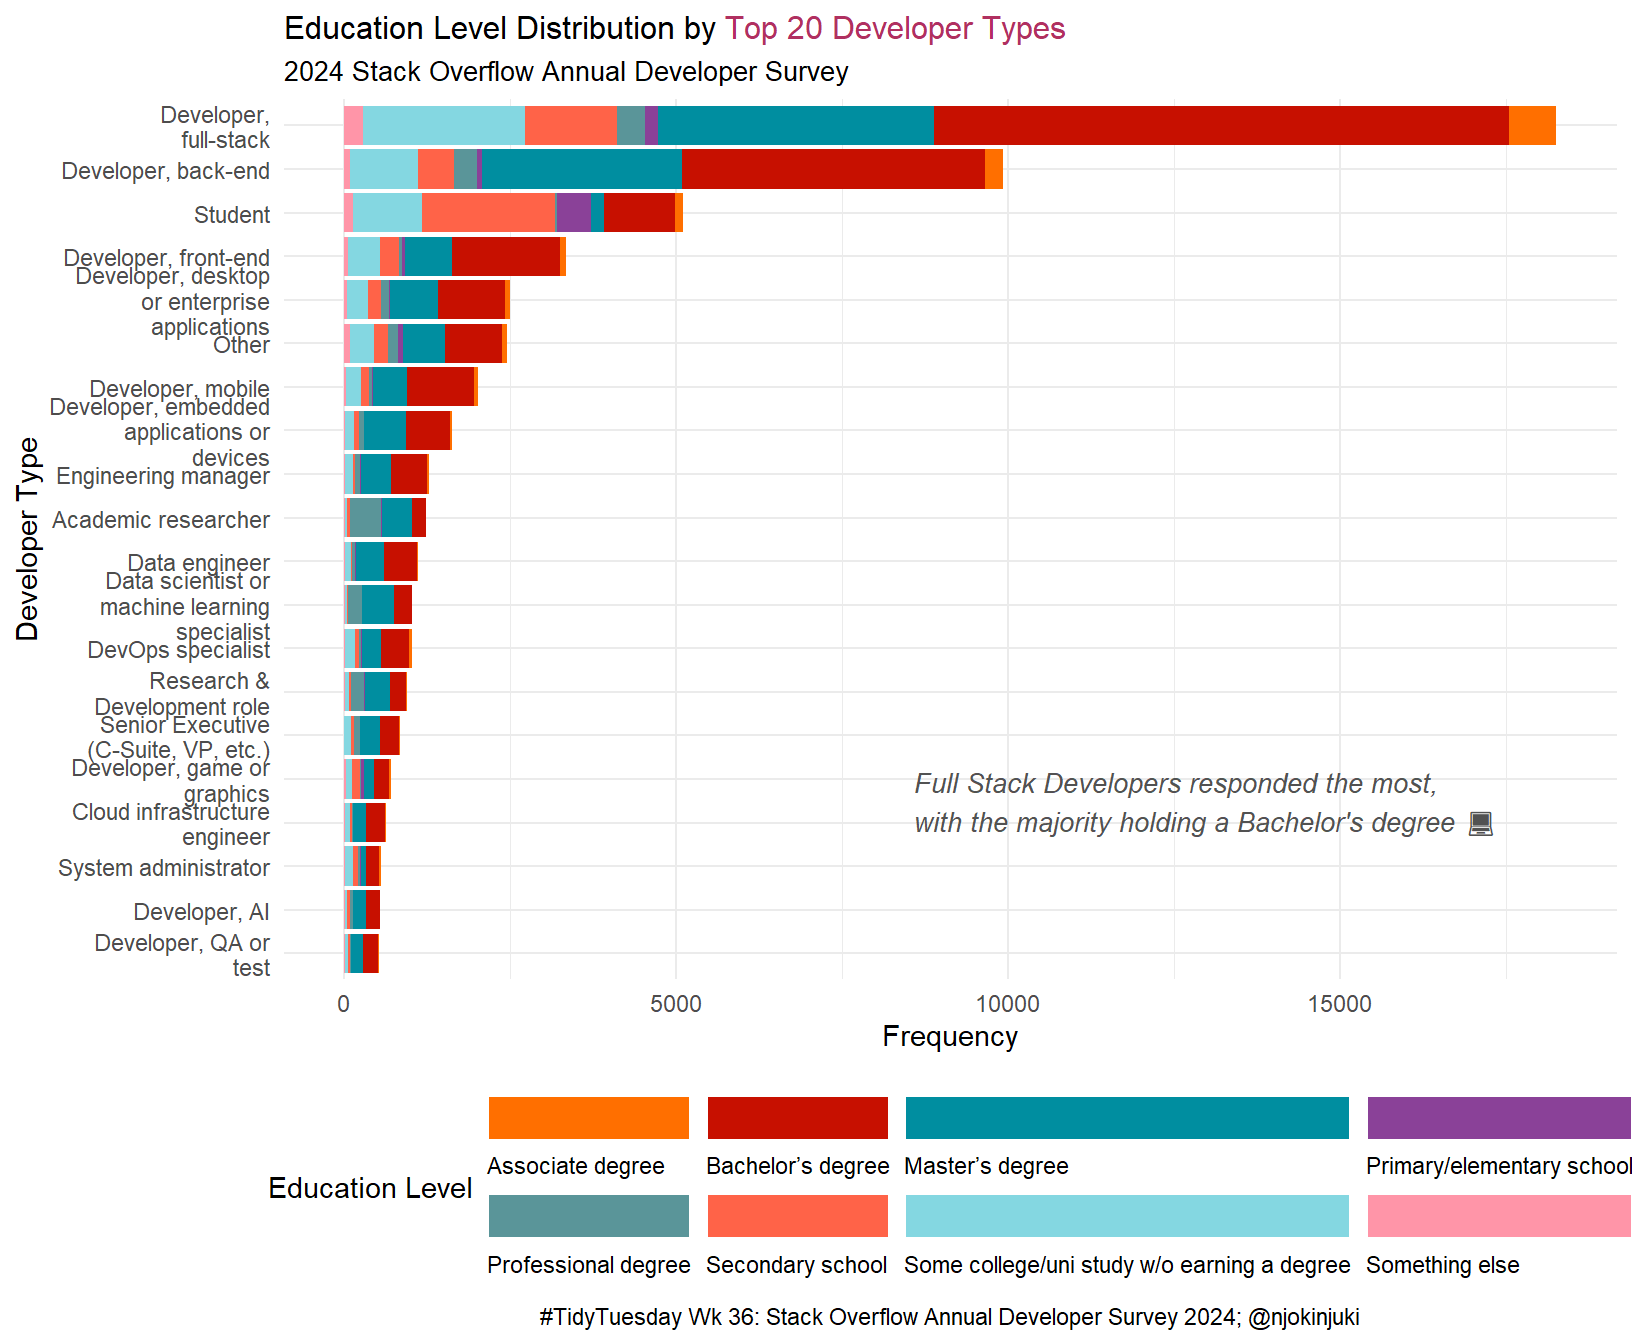 Education Level Distribution by Top 20 Developer Types
2024 Stack Overflow Annual Developer Survey
Developer Type
Developer,
full-stack
Developer, back-end
Student
Developer, front-end
Developer, desktop
or enterprise
applications
Other
Developer, mobile
Developer, embedded
applications or
devices
Engineering manager
Academic researcher
Data engineer
Data scientist or
machine learning
specialist
DevOps specialist
Research &
Development role
Senior Executive
(C-Suite, VP, etc.)
Developer, game or
graphics
Cloud infrastructure
engineer
System administrator
Developer, AI
Developer, QA or
test
Full Stack Developers responded the most,
with the majority holding a Bachelor's degree 💻
0 5000 10000 15000
Frequency
Education Level
Associate degree Bachelor’s degree Master’s degree Primary/elementary school
Professional degree Secondary school Some college/uni study w/o earning a degree Something else
#TidyTuesday Wk 36: Stack Overflow Annual Developer Survey 2024; @njokinjuki